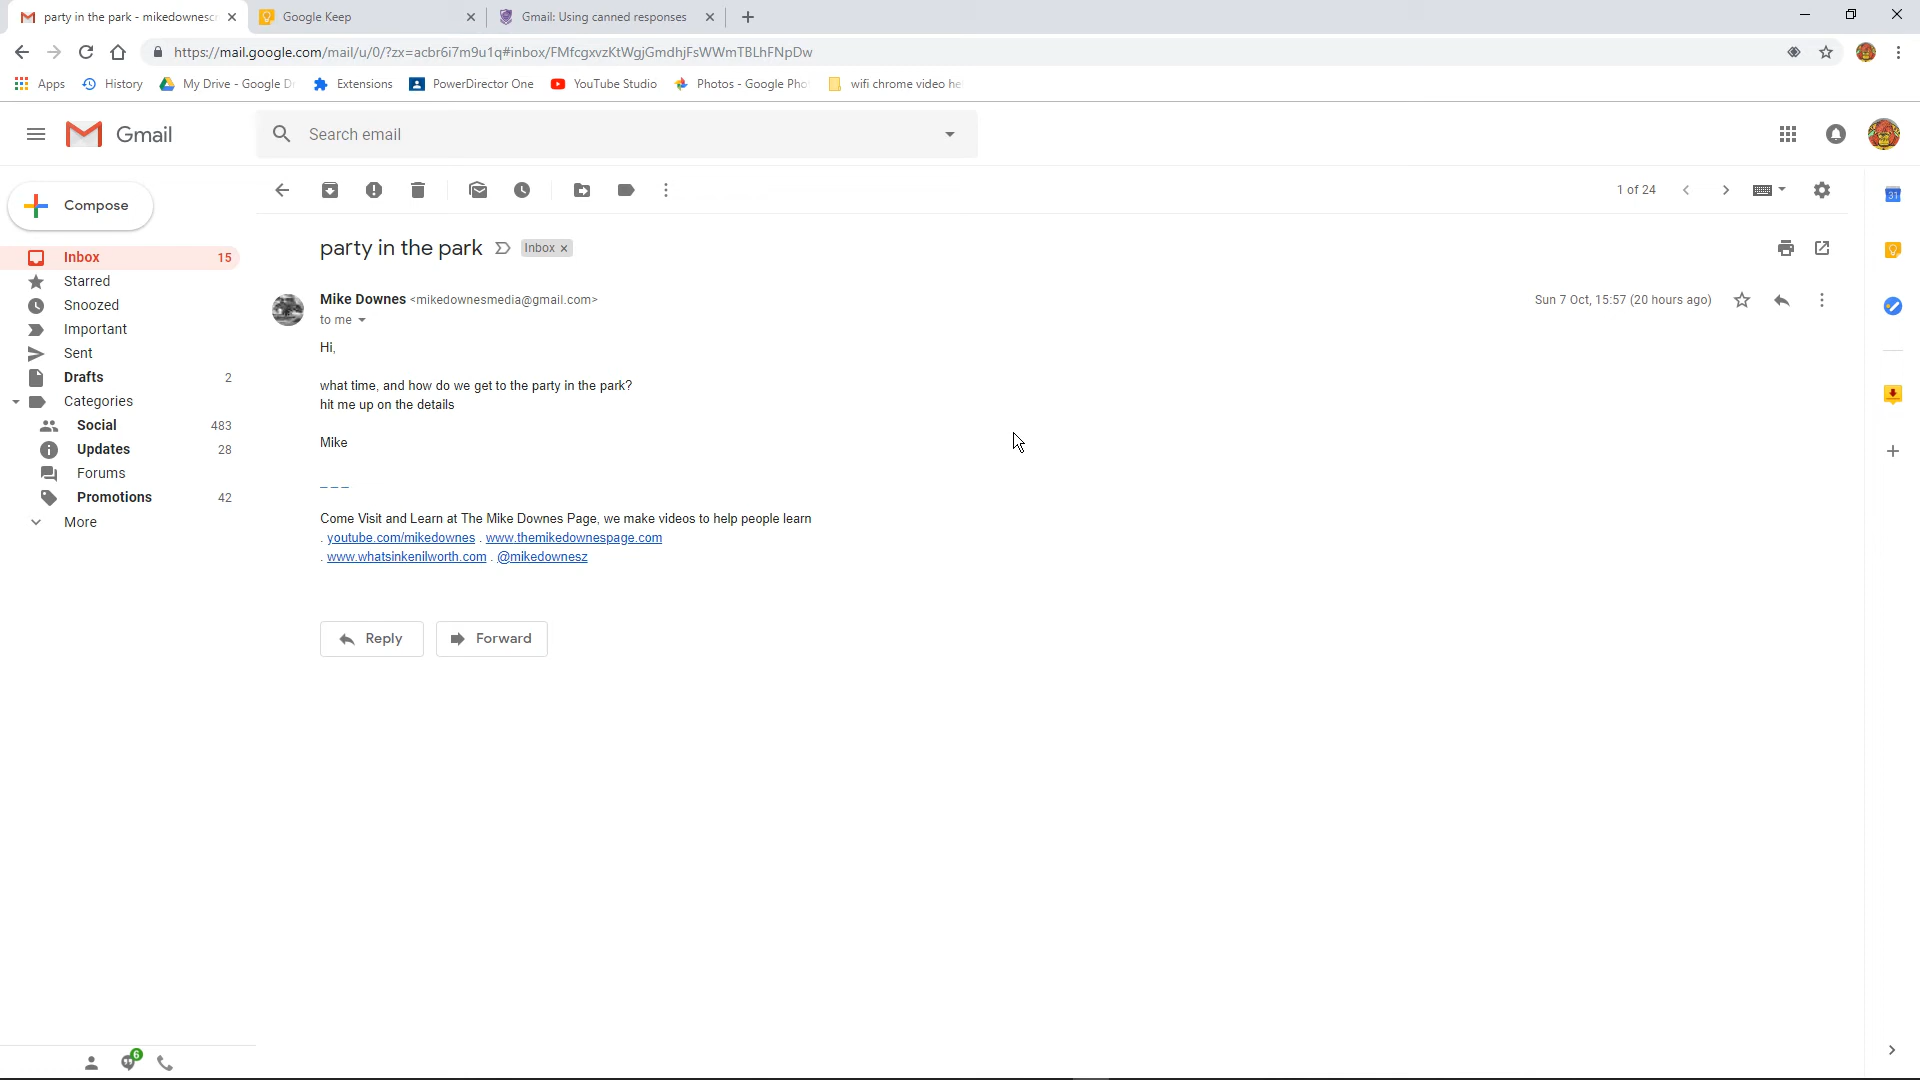 party in the park - mikedownescr
Google Keep
Gmail: Using canned responses
https://mail.google.com/mail/u/0/?zx=acbr6i7m9u1q#inbox/FMfcgxvzKtWgjGmdhjFsWWmTBLhFNpDw
Apps
History
My Drive - Google Dr
Extensions
PowerDirector One
YouTube Studio
Photos - Google Pho
wifi chrome video he
Gmail
Search email
Compose
1 of 24
31
Inbox 15
Starred
Snoozed
Important
Sent
Drafts 2
Categories
Social 483
Updates 28
Forums
Promotions 42
More
6
party in the park
Inbox x
Mike Downes <mikedownesmedia@gmail.com>
Sun 7 Oct, 15:57 (20 hours ago)
to me
Hi,
what time, and how do we get to the party in the park?
hit me up on the details
Mike
_ _ _
Come Visit and Learn at The Mike Downes Page, we make videos to help people learn
. youtube.com/mikedownes . www.themikedownespage.com
. www.whatsinkenilworth.com . @mikedownesz
Reply
Forward